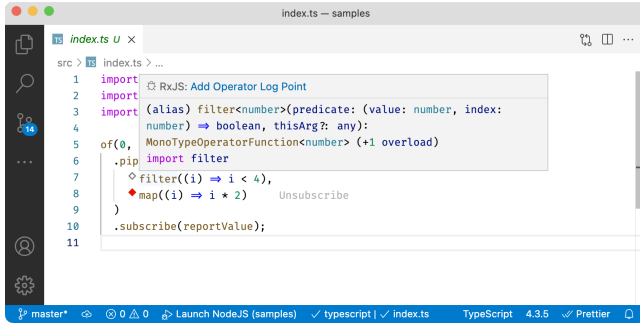 index.ts — samples
TS index.ts U ×
src > TS index.ts > ...
1 import
2 import
3 import
4
5 of(0,
6 .pip
7 filter((i) ⇒ i < 4),
8 map((i) ⇒ i * 2) Unsubscribe
9 )
10 .subscribe(reportValue);
11
RxJS: Add Operator Log Point
(alias) filter<number>(predicate: (value: number, index:
number) ⇒ boolean, thisArg?: any):
MonoTypeOperatorFunction<number> (+1 overload)
import filter
14
master* 0 0 Launch NodeJS (samples) ✓ typescript | ✓ index.ts TypeScript 4.3.5 Prettier